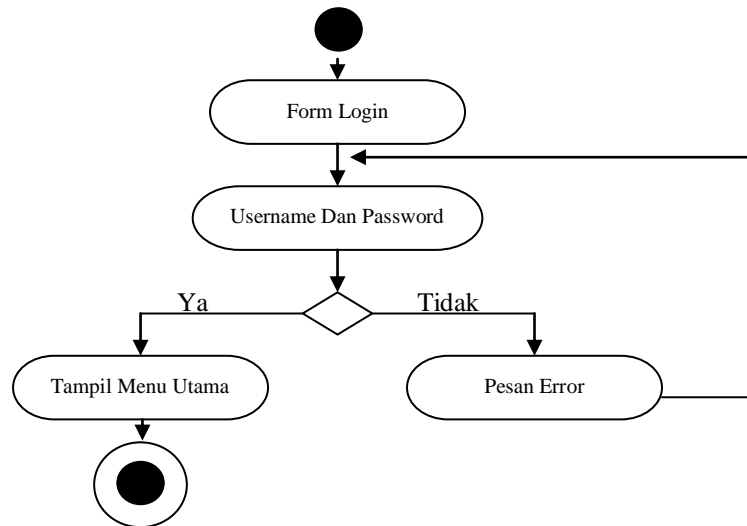 Form Login
Username Dan Password
Ya
Tidak
Tampil Menu Utama
Pesan Error